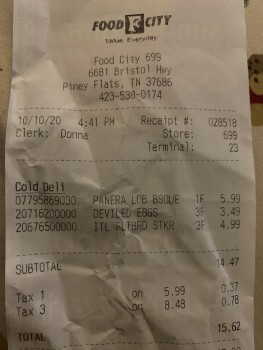 FOOD CITY
Value. Everyday.
Food City 699
6681 Bristol Hwy
Piney Flats, TN 37686
423-538-0174
10/10/20 4:41 PM Receipt #: 028518
Clerk: Donna Store: 699
Terminal: 23
Cold Deli
07795869030 PANERA LOB BSQUE 1F 5.99
20716200000 DEVILED EGGS 3F 3.49
20676500000 ITL FLTBRD STKR 3F 4.99
SUBTOTAL 14.47
Tax 1 on 5.99 0.37
Tax 3 on 8.48 0.78
TOTAL 15.62